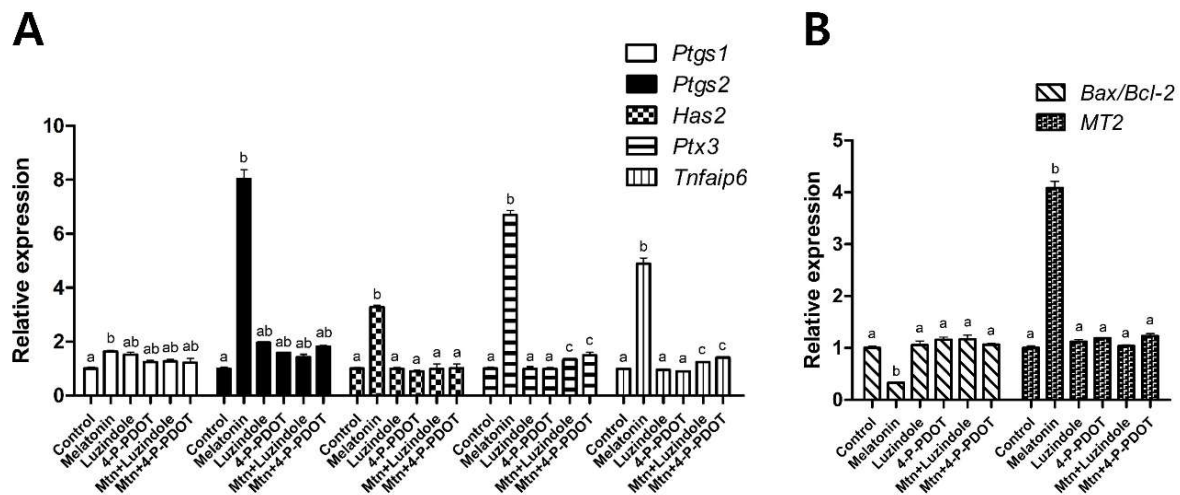 A
Ptgs1
Ptgs2
Has2
Ptx3
Tnfaip6
Relative expression
10
8
6
4
2
0
a b ab ab ab ab
a b ab ab ab ab
a b a a a a
a b a a c c
a b a a c c
Control Melatonin Luzindole 4-P-PDOT Mtn+Luzindole Mtn+4-P-PDOT
Control Melatonin Luzindole 4-P-PDOT Mtn+Luzindole Mtn+4-P-PDOT
Control Melatonin Luzindole 4-P-PDOT Mtn+Luzindole Mtn+4-P-PDOT
Control Melatonin Luzindole 4-P-PDOT Mtn+Luzindole Mtn+4-P-PDOT
Control Melatonin Luzindole 4-P-PDOT Mtn+Luzindole Mtn+4-P-PDOT
B
Bax/Bcl-2
MT2
Relative expression
5
4
3
2
1
0
a b a a a a
a b a a a a
Control Melatonin Luzindole 4-P-PDOT Mtn+Luzindole Mtn+4-P-PDOT
Control Melatonin Luzindole 4-P-PDOT Mtn+Luzindole Mtn+4-P-PDOT